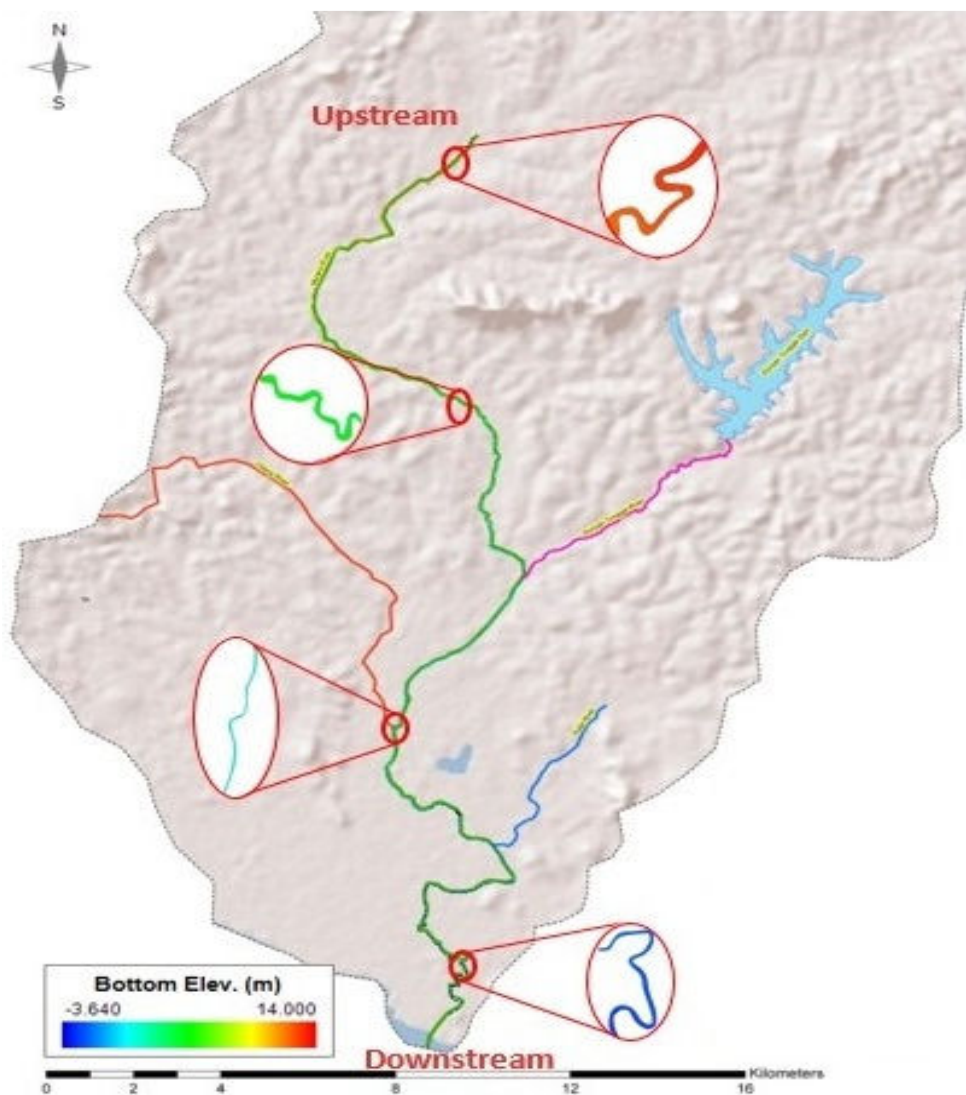 N
S
Upstream
Bottom Elev. (m)
-3.640
14.000
Downstream
Kilometers
0 2 4 8 12 16